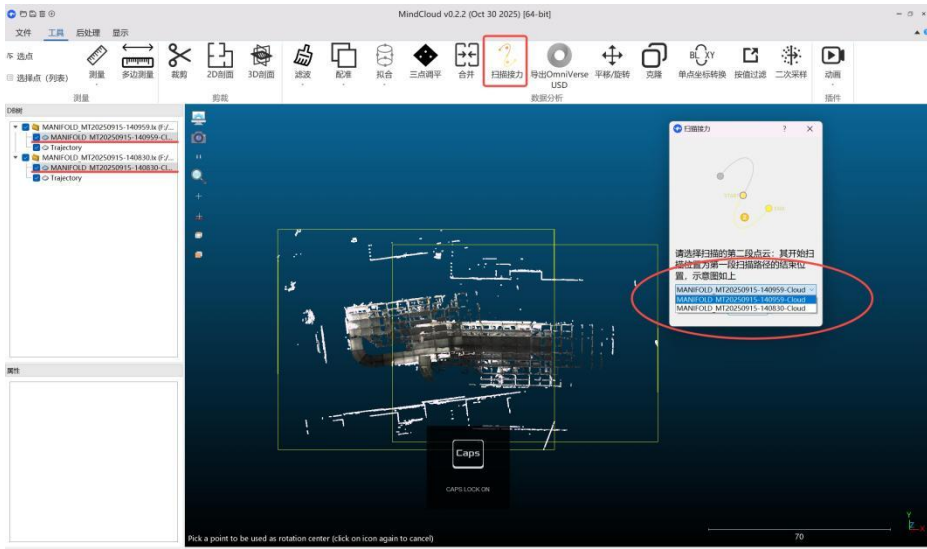 MindCloud v0.2.2 (Oct 30 2025) [64-bit]
文件 工具 后处理 显示
选点
选择点（列表）
测量 多边测量 裁剪 2D剖面 3D剖面 滤波 配准 拟合 三点调平 合并 扫描接力 导出OmniVerse USD 平移/旋转 克隆 单点坐标转换 按值过滤 二次采样 动画
测量 剪裁 数据分析 插件
DB树
MANIFOLD_MT20250915-140959.lx (F:/...
MANIFOLD_MT20250915-140959-Cl...
Trajectory
MANIFOLD_MT20250915-140830.lx (F:/...
MANIFOLD_MT20250915-140830-Cl...
Trajectory
属性
扫描接力 ?
请选择扫描的第二段点云：其开始扫
描位置为第一段扫描路径的结束位
置，示意图如上
MANIFOLD_MT20250915-140959-Cloud
MANIFOLD_MT20250915-140959-Cloud
MANIFOLD_MT20250915-140830-Cloud
Caps
CAPS LOCK ON
Pick a point to be used as rotation center (click on icon again to cancel)
70
Y
Z
X